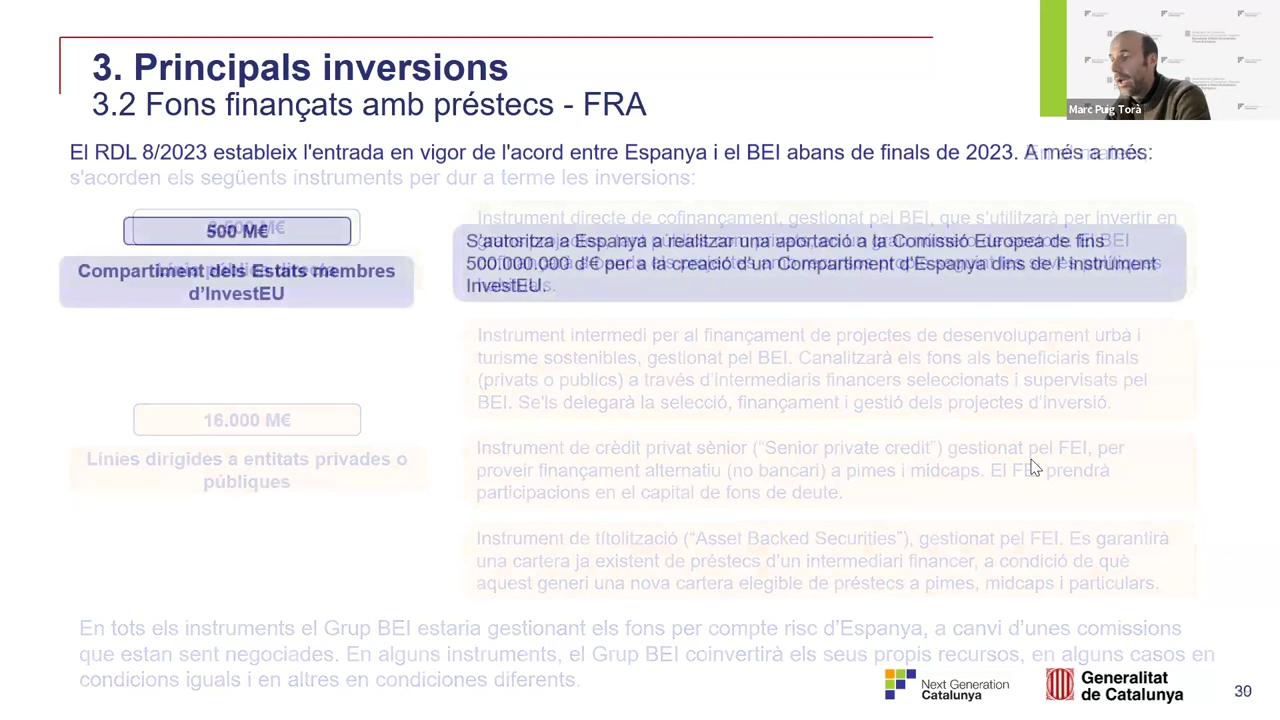 3. Principals inversions
3.2 Fons finançats amb préstecs - FRA
Marc Puig Torà
El RDL 8/2023 estableix l'entrada en vigor de l'acord entre Espanya i el BEI abans de finals de 2023. A més a més:
s'acorden els següents instruments per dur a terme les inversions:
500 M€
Compartiment dels Estats membres
d'InvestEU
S'autoritza a Espanya a realitzar una aportació a la Comissió Europea de fins
500.000.000 d'€ per a la creació d'un Compartiment d'Espanya dins de l'instrument
InvestEU.
Instrument directe de cofinançament, gestionat pel BEI, que s'utilitzarà per invertir en
Instrument intermedi per al finançament de projectes de desenvolupament urbà i
turisme sostenibles, gestionat pel BEI. Canalitzarà els fons als beneficiaris finals
(privats o publics) a través d'intermediaris financers seleccionats i supervisats pel
BEI. Se'ls delegarà la selecció, finançament i gestió dels projectes d'inversió.
16.000 M€
Línies dirigides a entitats privades o
públiques
Instrument de crèdit privat sènior ("Senior private credit") gestionat pel FEI, per
proveir finançament alternatiu (no bancari) a pimes i midcaps. El FEI prendrà
participacions en el capital de fons de deute.
Instrument de títolització ("Asset Backed Securities"), gestionat pel FEI. Es garantirà
una cartera ja existent de préstecs d'un intermediari financer, a condició de què
aquest generi una nova cartera elegible de préstecs a pimes, midcaps i particulars.
En tots els instruments el Grup BEI estaria gestionant els fons per compte risc d'Espanya, a canvi d'unes comissions
que estan sent negociades. En alguns instruments, el Grup BEI coinvertirà els seus propis recursos, en alguns casos en
condicions iguals i en altres en condiciones diferents.
Next Generation
Catalunya
Generalitat
de Catalunya
30